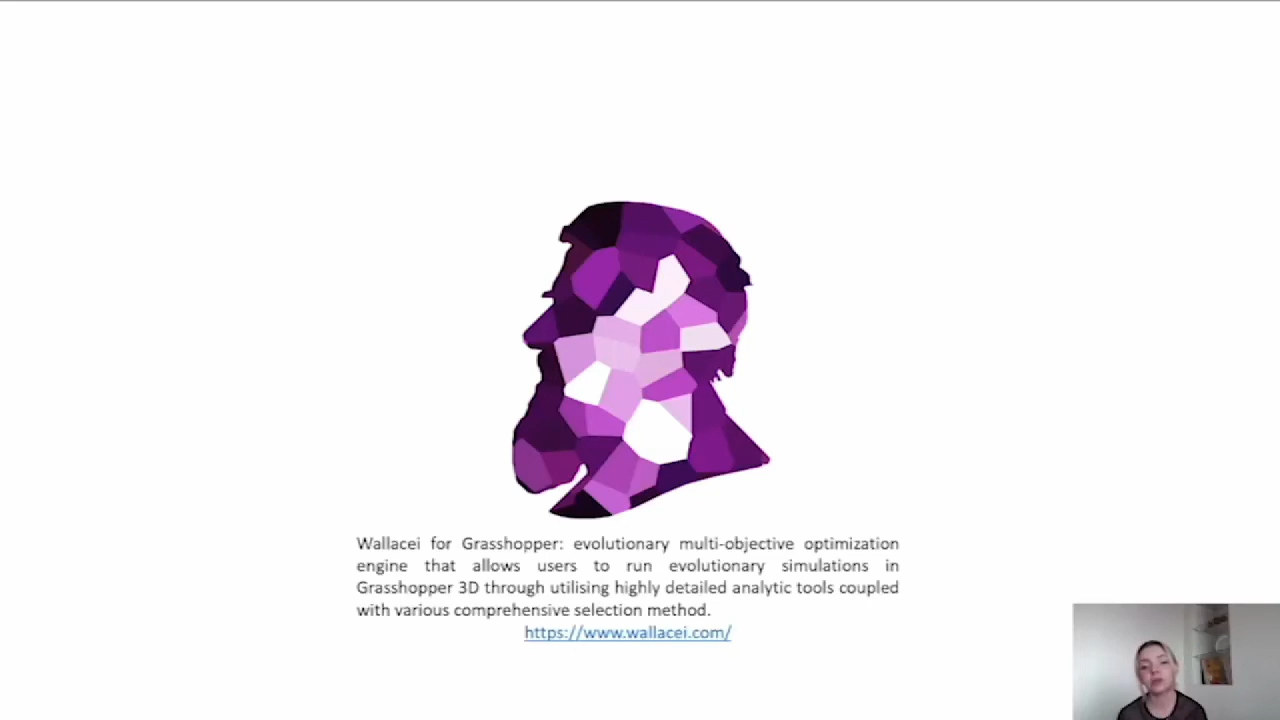 Wallacei for Grasshopper: evolutionary multi-objective optimization
engine that allows users to run evolutionary simulations in
Grasshopper 3D through utilising highly detailed analytic tools coupled
with various comprehensive selection method.
https://www.wallacei.com/